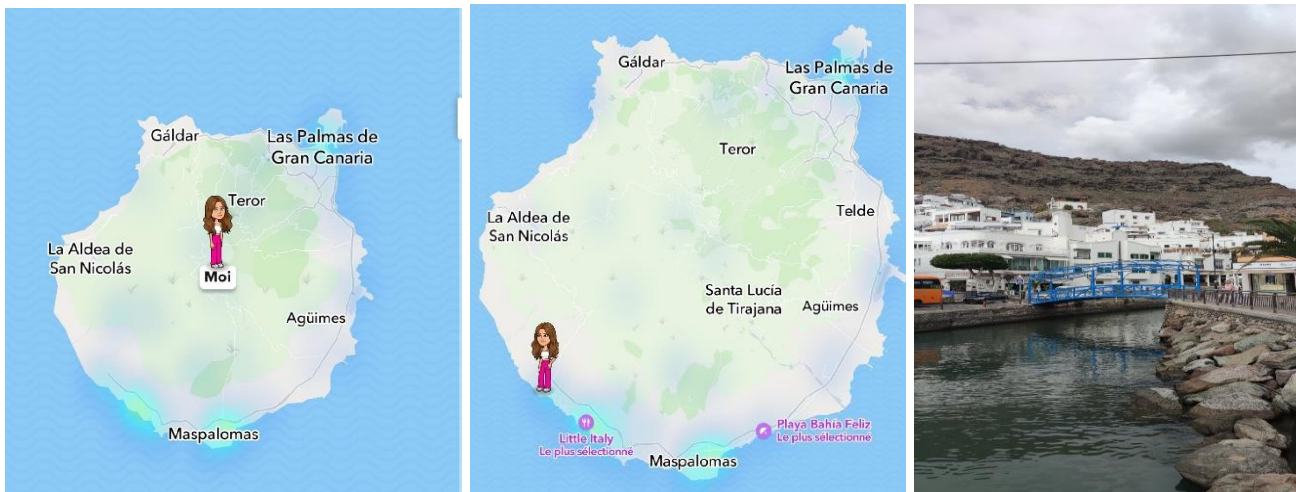 Gáldar
Las Palmas de
Gran Canaria
Teror
La Aldea de
San Nicolás
Moi
Agüimes
Maspalomas
Gáldar
Las Palmas de
Gran Canaria
Teror
Telde
La Aldea de
San Nicolás
Santa Lucía
de Tirajana
Agüimes
Little Italy
Le plus sélectionné
Playa Bahía Feliz
Le plus sélectionné
Maspalomas